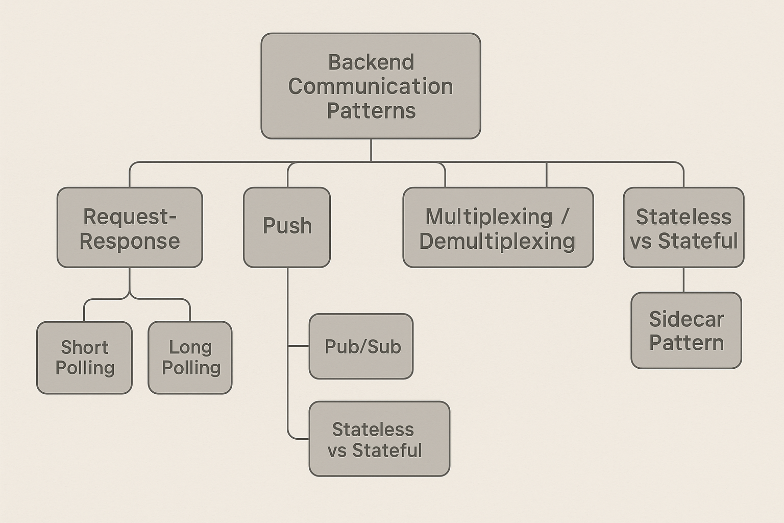 Backend
Communication
Patterns
Request-
Response
Push
Multiplexing /
Demultiplexing
Stateless
vs Stateful
Short
Polling
Long
Polling
Pub/Sub
Stateless
vs Stateful
Sidecar
Pattern